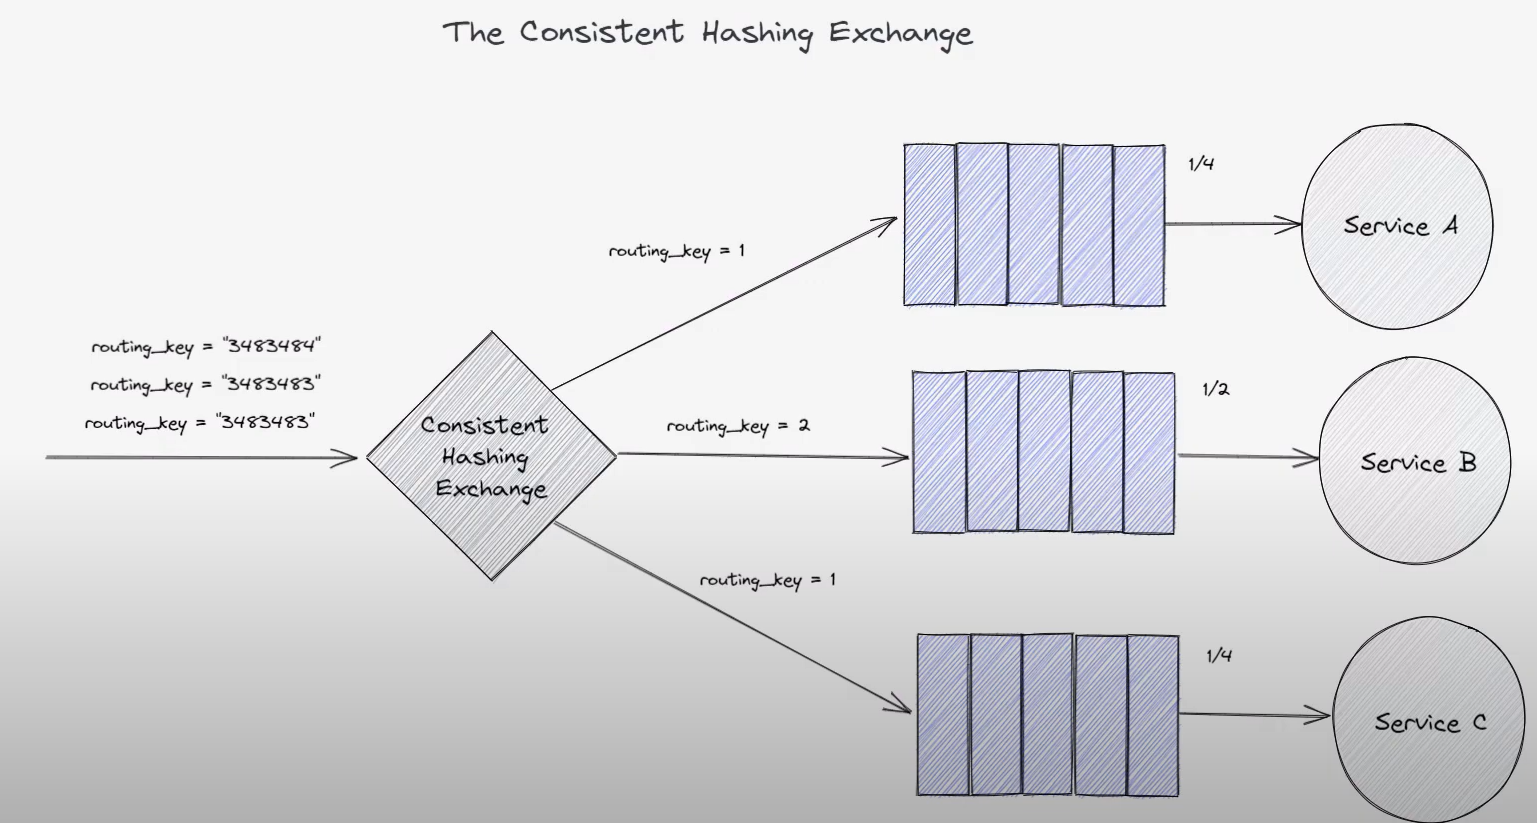 The Consistent Hashing Exchange
1/4
Service A
routing_key = 1
routing_key = "3483484"
routing_key = "3483483"
routing_key = "3483483"
Consistent
Hashing
Exchange
routing_key = 2
1/2
Service B
routing_key = 1
1/4
Service C